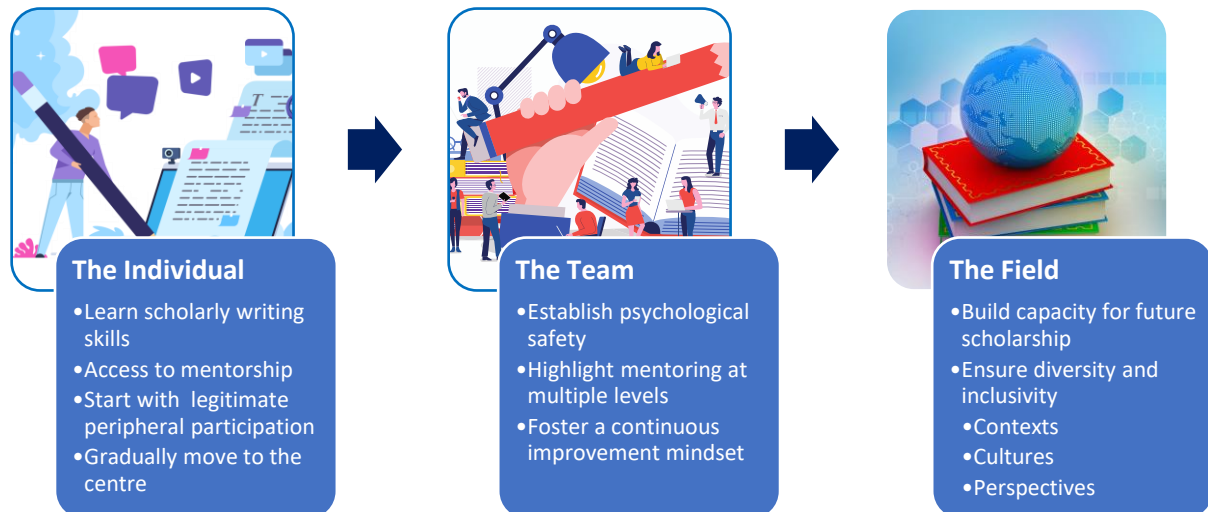 The Individual
•Learn scholarly writing
skills
•Access to mentorship
•Start with  legitimate
peripheral participation
•Gradually move to the
centre
The Team
•Establish psychological
safety
•Highlight mentoring at
multiple levels
•Foster a continuous
improvement mindset
The Field
•Build capacity for future
scholarship
•Ensure diversity and
inclusivity
•Contexts
•Cultures
•Perspectives
T